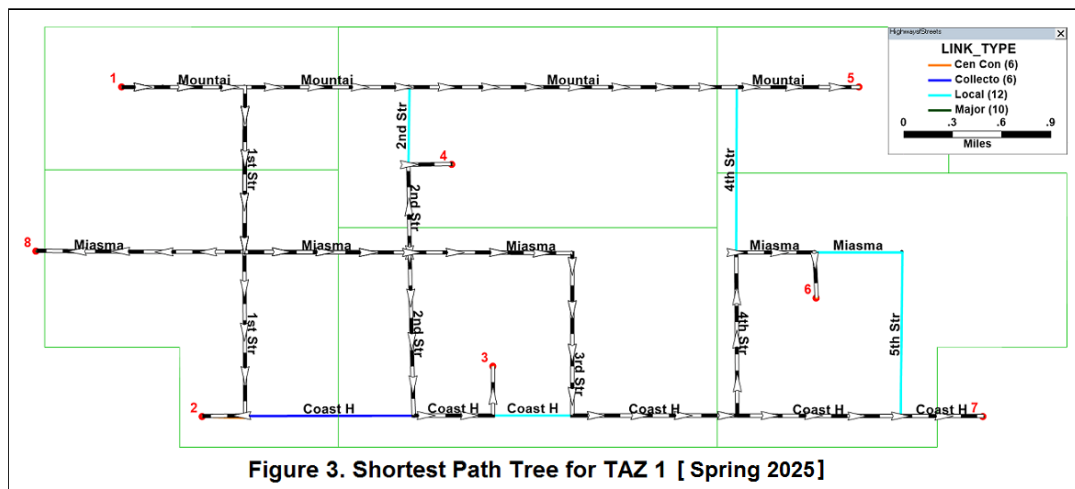 HighwaysStreets
LINK_TYPE
Cen Con (6)
Collecto (6)
Local (12)
Major (10)
0 .3 .6 .9
Miles
1 Mountai Mountai Mountai Mountai 5
2nd Str
4
1st Str
2nd Str
4th Str
8 Miasma Miasma Miasma Miasma Miasma
6
1st Str
2nd Str
3rd Str
4th Str
5th Str
3
2 Coast H Coast H Coast H Coast H Coast H Coast H 7
Figure 3. Shortest Path Tree for TAZ 1 [ Spring 2025]